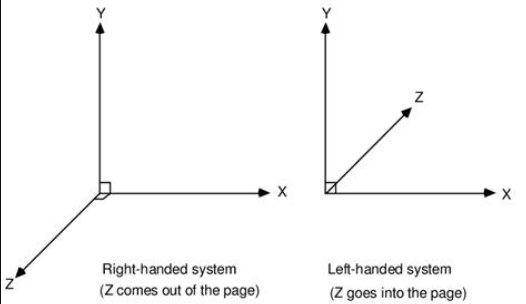 Y
X
Z
Right-handed system
(Z comes out of the page)
Y
Z
X
Left-handed system
(Z goes into the page)